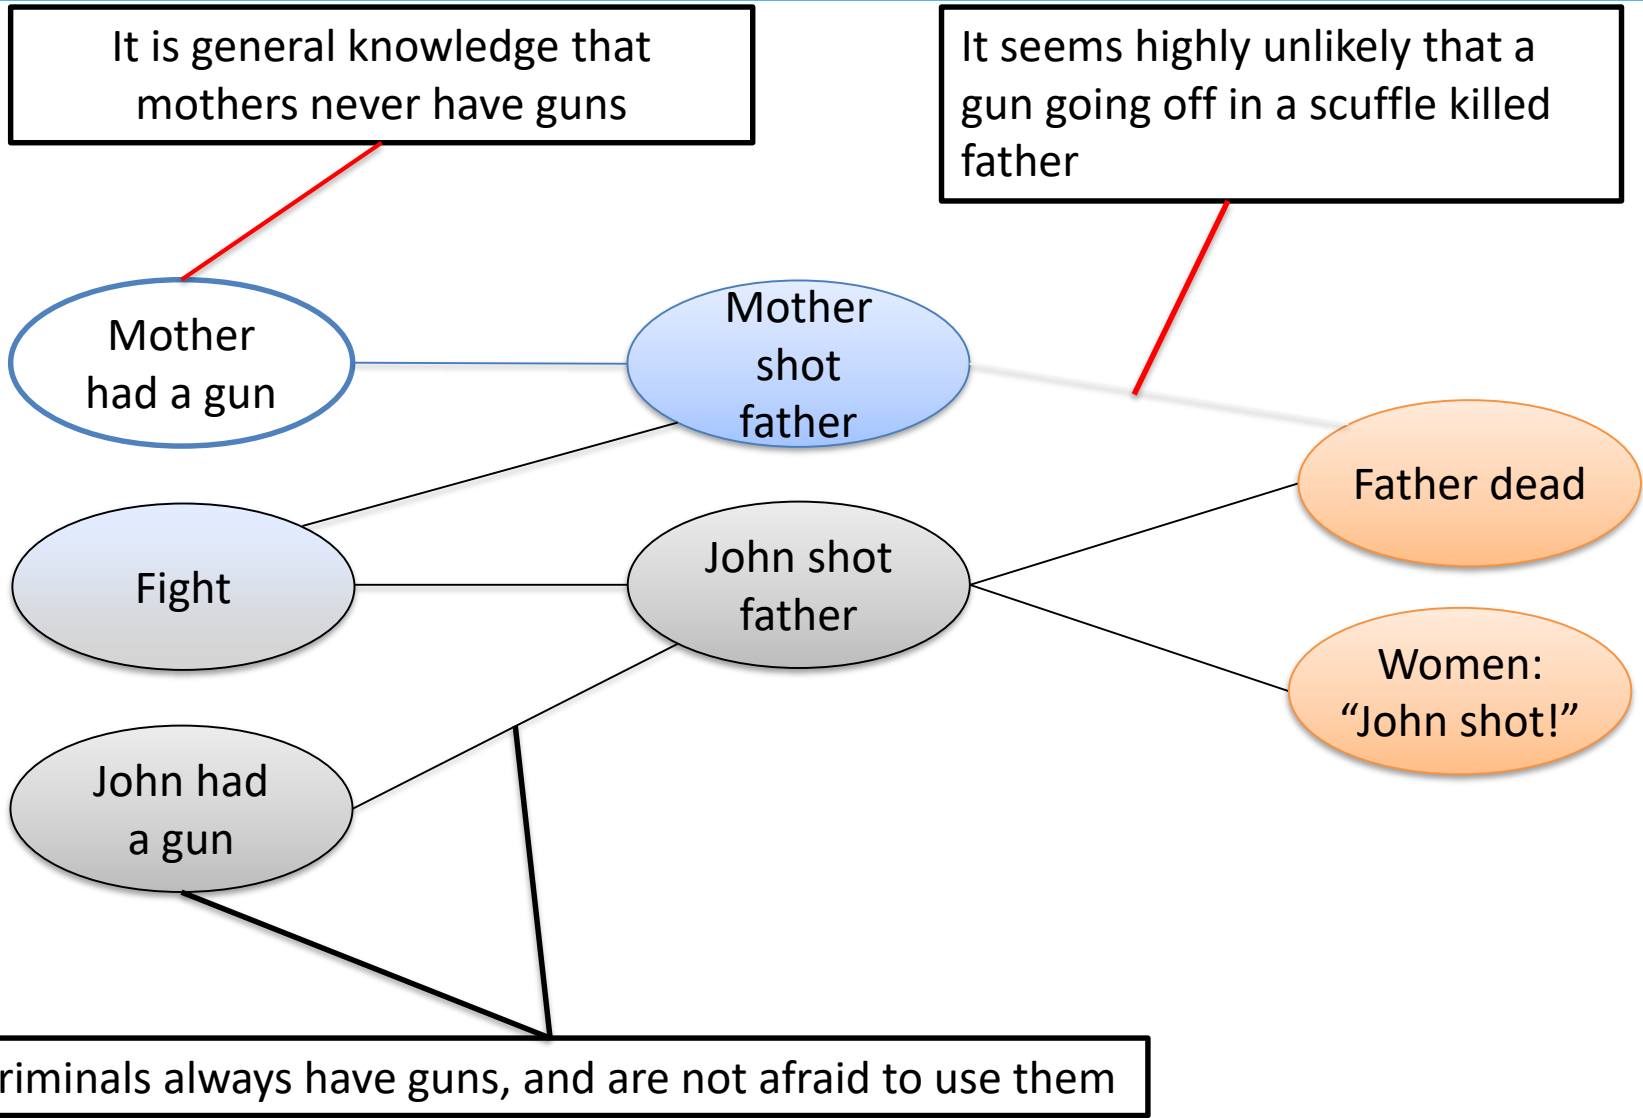 It is general knowledge that
mothers never have guns
It seems highly unlikely that a
gun going off in a scuffle killed
father
Mother
had a gun
Mother
shot
father
Father dead
Fight
John shot
father
Women:
“John shot!”
John had
a gun
riminals always have guns, and are not afraid to use them